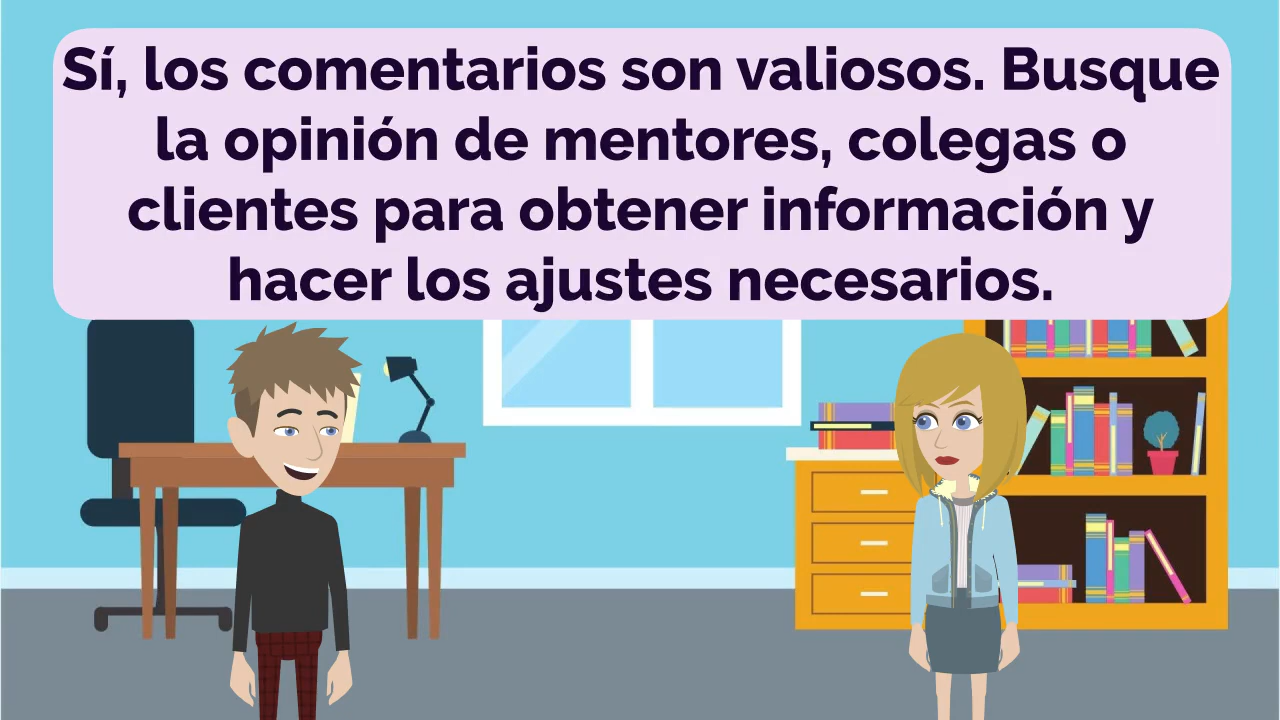 Sí, los comentarios son valiosos. Busque
la opinión de mentores, colegas o
clientes para obtener información y
hacer los ajustes necesarios.